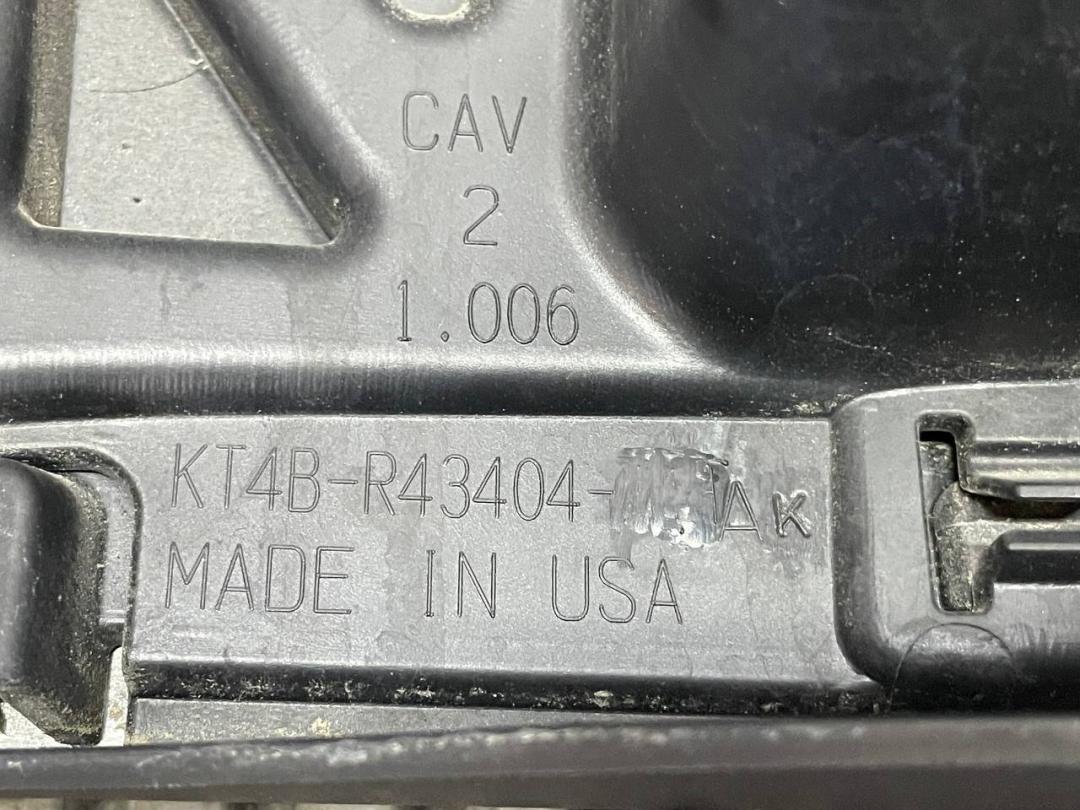 CAV
2
1.006
KT4B-R43404- AK
MADE IN USA